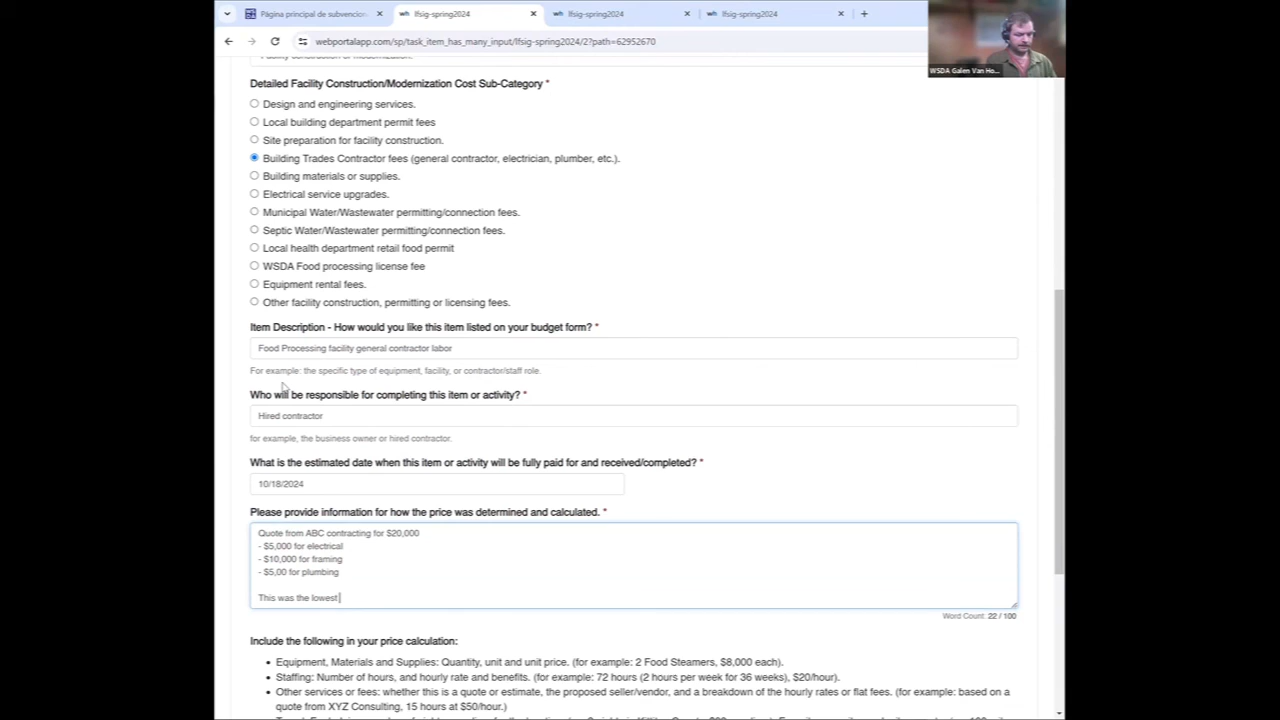 Página principal de subvencion
lfsig-spring2024
lfsig-spring2024
lfsig-spring2024
webportalapp.com/sp/task_item_has_many_input/lfsig-spring2024/2?path=62952670
WSDA Galen Van Ho...
Facility construction or modernization.
Detailed Facility Construction/Modernization Cost Sub-Category *
Design and engineering services.
Local building department permit fees
Site preparation for facility construction.
Building Trades Contractor fees (general contractor, electrician, plumber, etc.).
Building materials or supplies.
Electrical service upgrades.
Municipal Water/Wastewater permitting/connection fees.
Septic Water/Wastewater permitting/connection fees.
Local health department retail food permit
WSDA Food processing license fee
Equipment rental fees.
Other facility construction, permitting or licensing fees.
Item Description - How would you like this item listed on your budget form? *
Food Processing facility general contractor labor
For example: the specific type of equipment, facility, or contractor/staff role.
Who will be responsible for completing this item or activity? *
Hired contractor
for example, the business owner or hired contractor.
What is the estimated date when this item or activity will be fully paid for and received/completed? *
10/18/2024
Please provide information for how the price was determined and calculated. *
Quote from ABC contracting for $20,000
- $5,000 for electrical
- $10,000 for framing
- $5,00 for plumbing
This was the lowest
Word Count: 22 / 100
Include the following in your price calculation:
• Equipment, Materials and Supplies: Quantity, unit and unit price. (for example: 2 Food Steamers, $8,000 each).
• Staffing: Number of hours, and hourly rate and benefits. (for example: 72 hours (2 hours per week for 36 weeks), $20/hour).
• Other services or fees: whether this is a quote or estimate, the proposed seller/vendor, and a breakdown of the hourly rates or flat fees. (for example: based on a
quote from XYZ Consulting, 15 hours at $50/hour.)